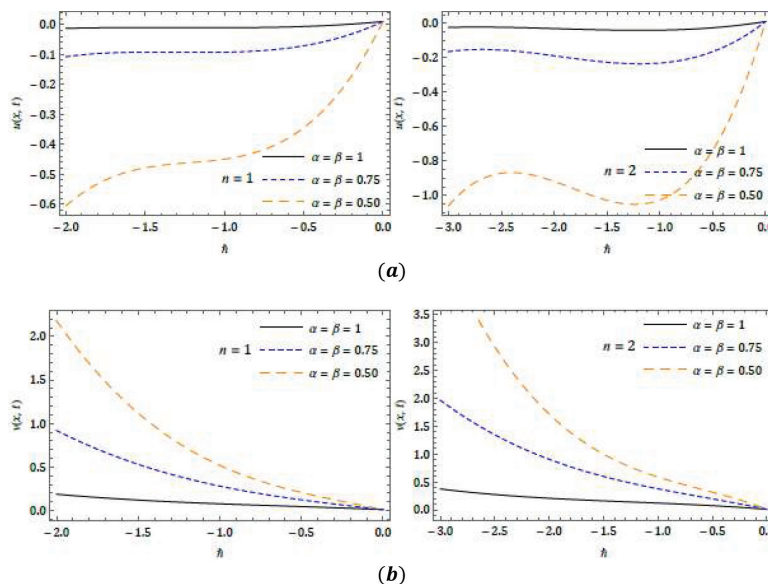 0.0
−0.1
−0.2
−0.3
−0.4
−0.5
−0.6
u(x, t)
n = 1
α = β = 1
α = β = 0.75
α = β = 0.50
−2.0 −1.5 −1.0 −0.5 0.0
ℏ
0.0
−0.2
−0.4
−0.6
−0.8
−1.0
u(x, t)
n = 2
α = β = 1
α = β = 0.75
α = β = 0.50
−3.0 −2.5 −2.0 −1.5 −1.0 −0.5 0.0
ℏ
(a)
2.0
1.5
1.0
0.5
0.0
v(x, t)
n = 1
α = β = 1
α = β = 0.75
α = β = 0.50
−2.0 −1.5 −1.0 −0.5 0.0
ℏ
3.5
3.0
2.5
2.0
1.5
1.0
0.5
0.0
v(x, t)
n = 2
α = β = 1
α = β = 0.75
α = β = 0.50
−3.0 −2.5 −2.0 −1.5 −1.0 −0.5 0.0
ℏ
(b)